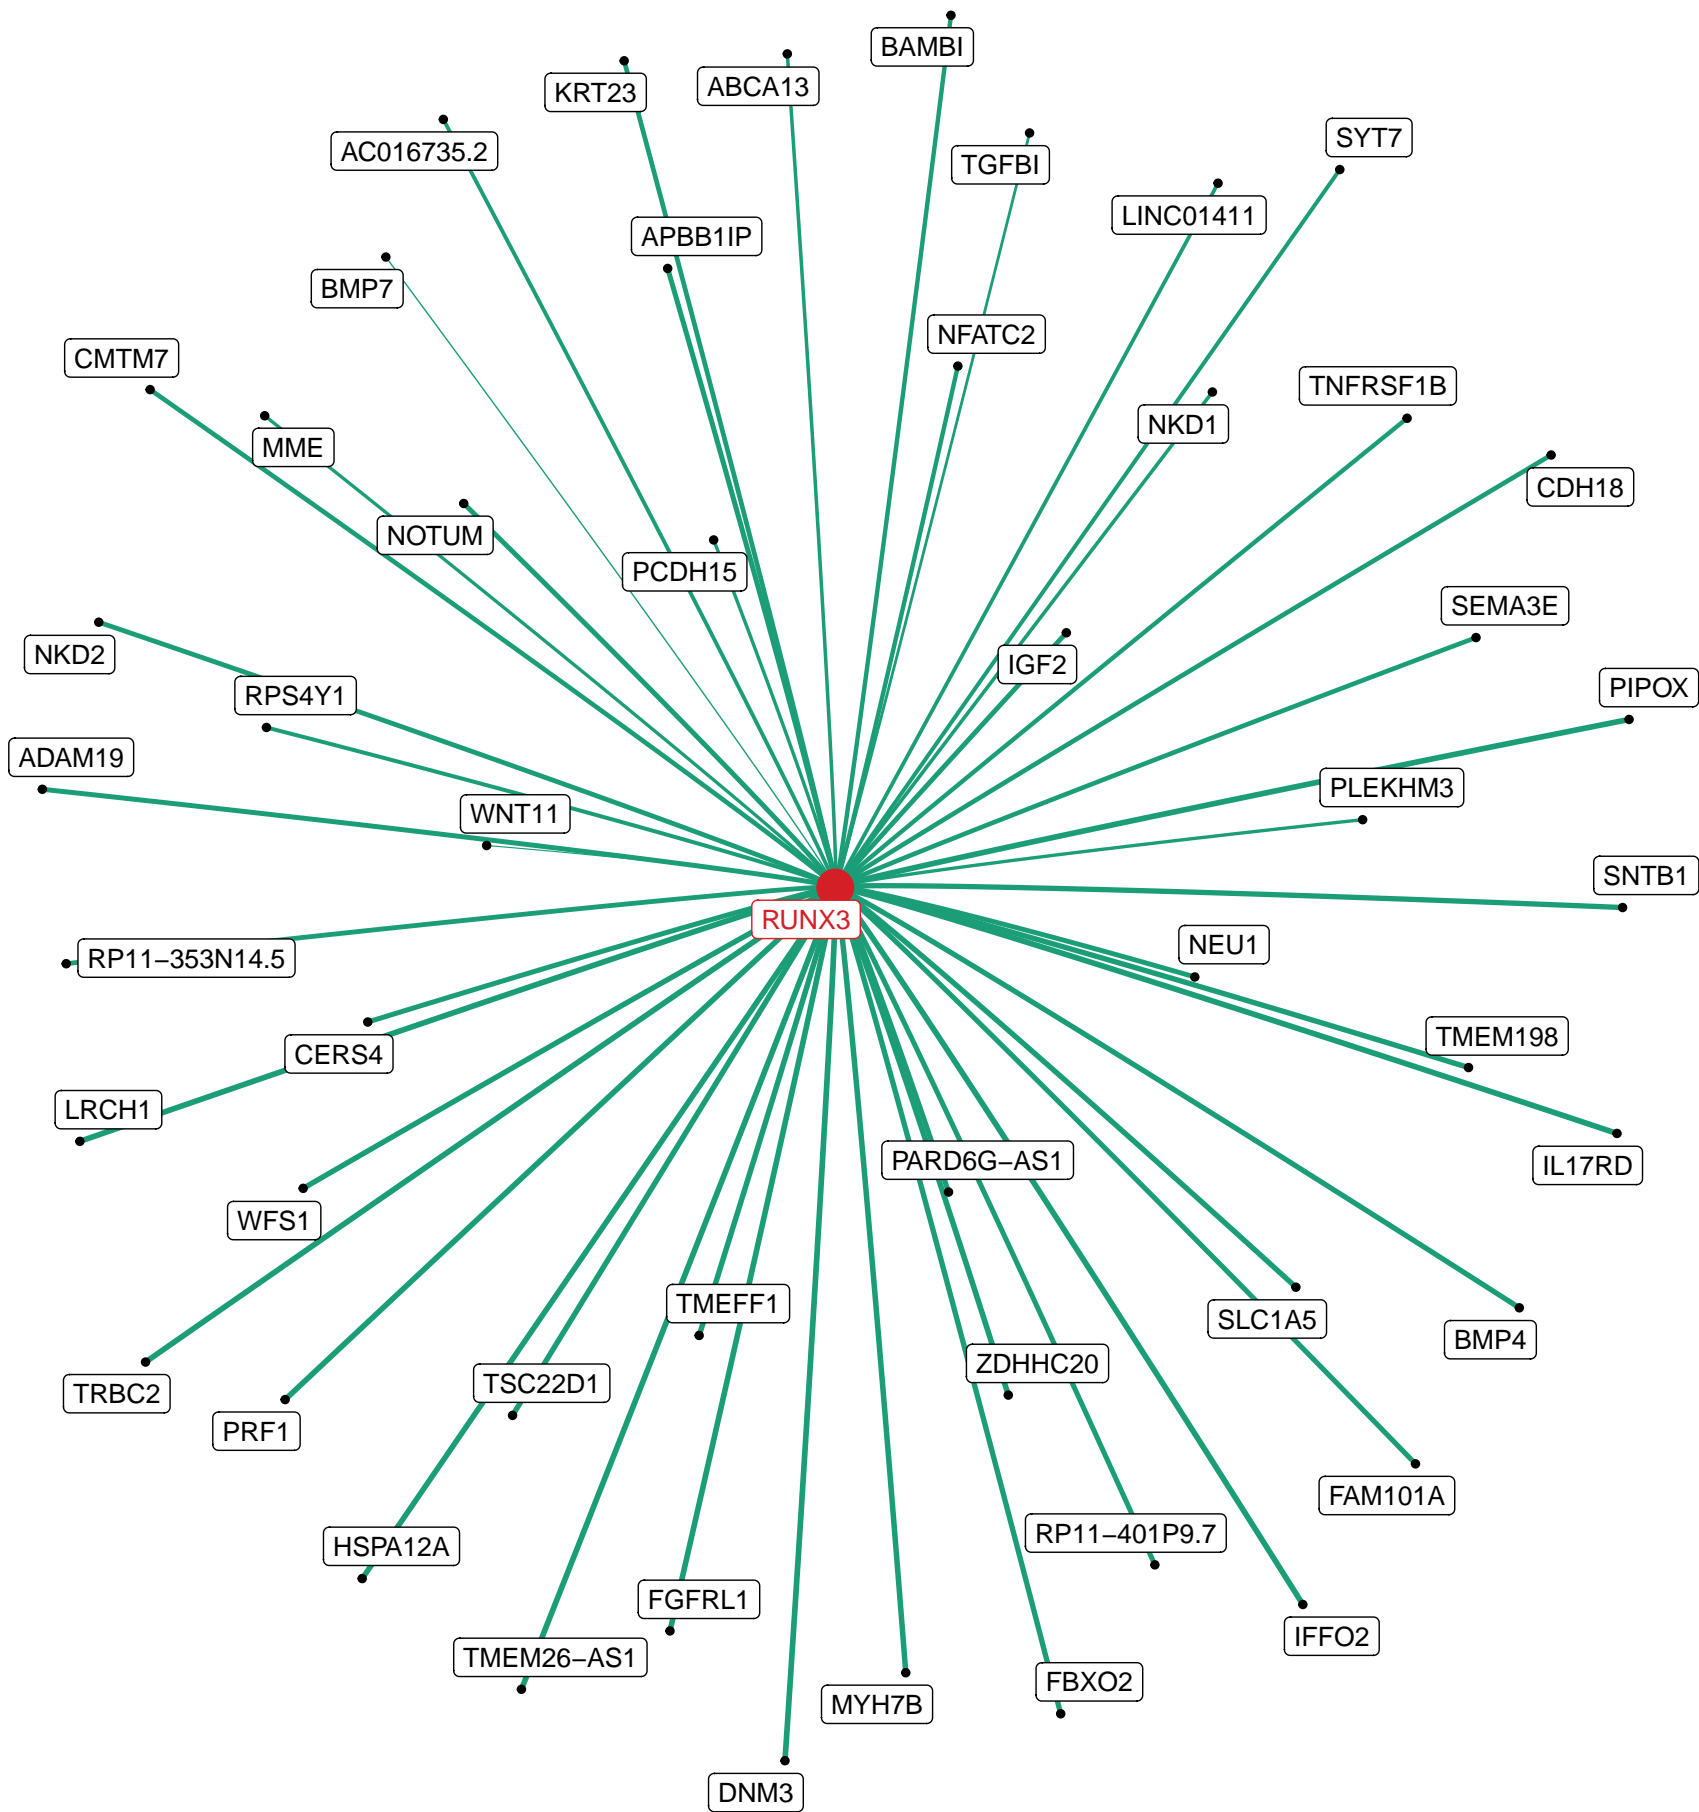 BAMBI
ABCA13
KRT23
SYT7
AC016735.2
TGFBI
LINC01411
APBB1IP
BMP7
NFATC2
CMTM7
TNFRSF1B
NKD1
MME
CDH18
NOTUM
PCDH15
SEMA3E
NKD2
IGF2
RPS4Y1
PIPOX
ADAM19
PLEKHM3
WNT11
SNTB1
RUNX3
NEU1
RP11−353N14.5
TMEM198
CERS4
LRCH1
PARD6G−AS1
IL17RD
WFS1
TMEFF1
SLC1A5
BMP4
ZDHHC20
TSC22D1
TRBC2
PRF1
FAM101A
RP11−401P9.7
HSPA12A
FGFRL1
IFFO2
TMEM26−AS1
FBXO2
MYH7B
DNM3